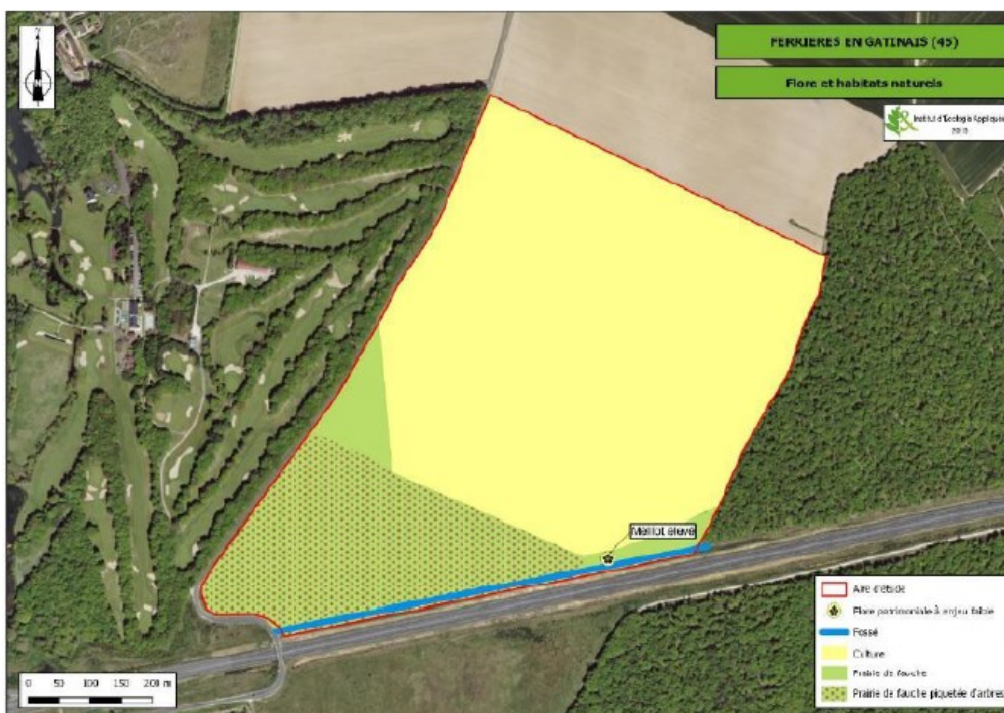 FERRIERES EN GATINAIS (45)
Flore et habitats naturels
Institut d'Ecologie Appliquée
N
Mélilot élevé
Aire d'étude
Flore patrimoniale à enjeu faible
Fossé
Culture
Prairie de fauche
Prairie de fauche piquetée d'arbres
0 50 100 150 200 m